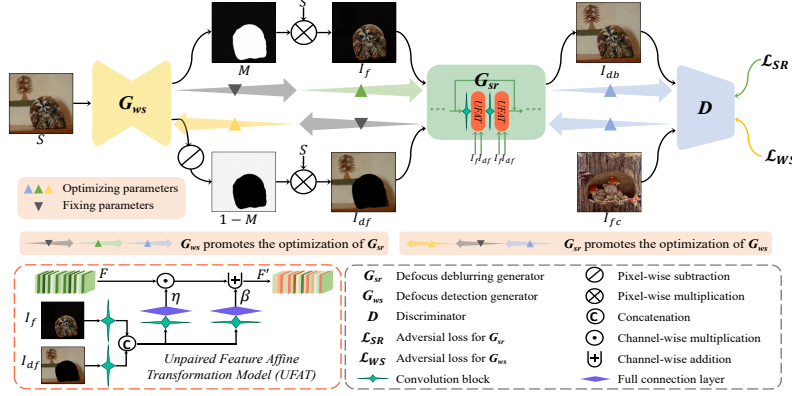 S
S
M
I_f
G_ws
G_sr
UFAT
UFAT
I_f I_df I_f I_df
I_db
D
ℒ_SR
ℒ_WS
S
1 − M
I_df
I_fc
Optimizing parameters
Fixing parameters
G_ws promotes the optimization of G_sr
G_sr promotes the optimization of G_ws
F
F′
η
β
I_f
I_df
C
Unpaired Feature Affine
Transformation Model (UFAT)
G_sr Defocus deblurring generator
G_ws Defocus detection generator
D Discriminator
ℒ_SR Adversial loss for G_sr
ℒ_WS Adversial loss for G_ws
Convolution block
Pixel-wise subtraction
Pixel-wise multiplication
C Concatenation
Channel-wise multiplication
Channel-wise addition
Full connection layer